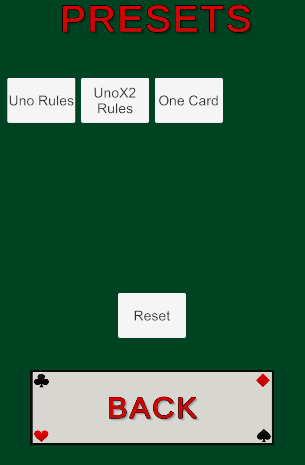 PRESETS
Uno Rules
UnoX2
Rules
One Card
Reset
BACK